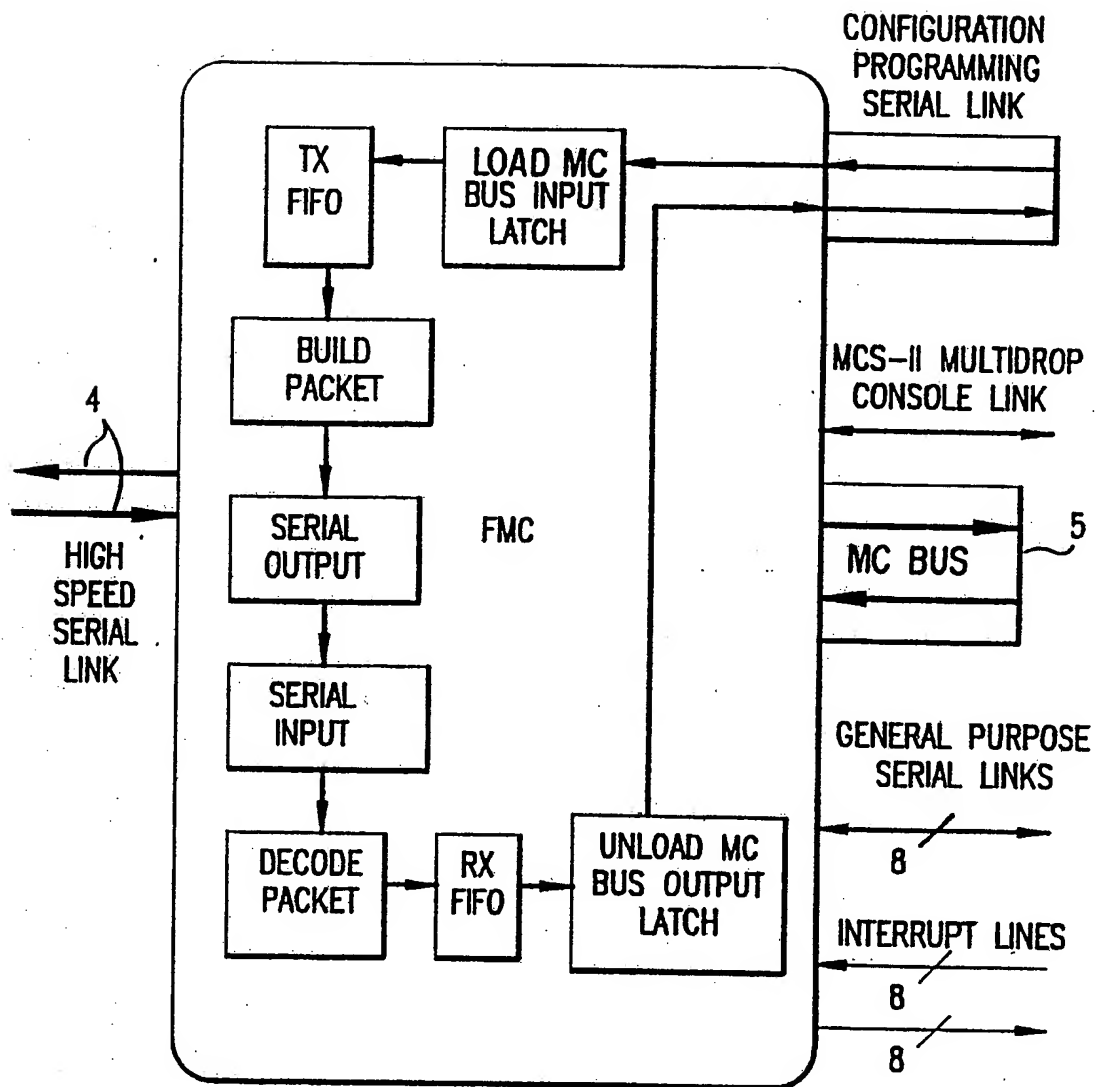 CONFIGURATION
PROGRAMMING
SERIAL LINK
TX
FIFO
LOAD MC
BUS INPUT
LATCH
BUILD
PACKET
MCS-II MULTIDROP
CONSOLE LINK
4
SERIAL
OUTPUT
FMC
MC BUS
5
HIGH
SPEED
SERIAL
LINK
SERIAL
INPUT
GENERAL PURPOSE
SERIAL LINKS
8
DECODE
PACKET
RX
FIFO
UNLOAD MC
BUS OUTPUT
LATCH
INTERRUPT LINES
8
8